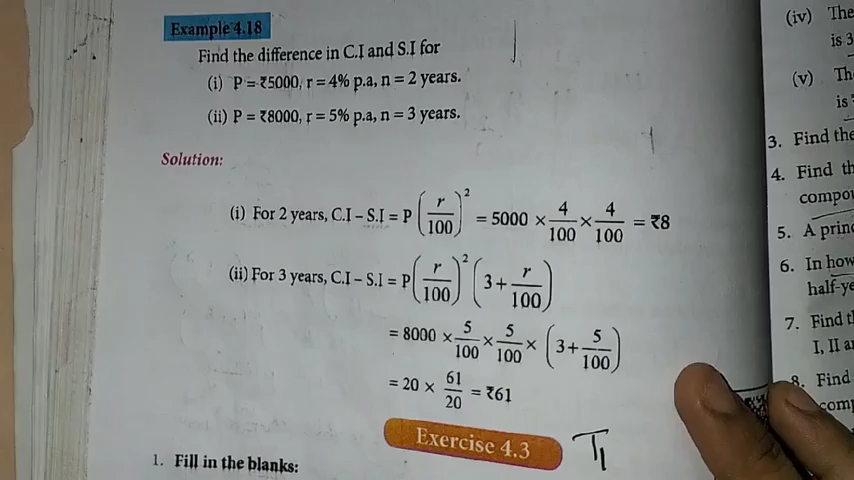 Example 4.18
Find the difference in C.I and S.I for
(i) P = ₹5000, r = 4% p.a, n = 2 years.
(ii) P = ₹8000, r = 5% p.a, n = 3 years.
Solution:
(i) For 2 years, C.I – S.I = P (r/100)² = 5000 × 4/100 × 4/100 = ₹8
(ii) For 3 years, C.I – S.I = P (r/100)² (3 + r/100)
= 8000 × 5/100 × 5/100 × (3 + 5/100)
= 20 × 61/20 = ₹61
Exercise 4.3
1. Fill in the blanks:
(iv) The
is 3
(v) Th
is
3. Find the
4. Find th
compou
5. A princ
6. In how
half-ye
7. Find th
I, II a
8. Find
comp